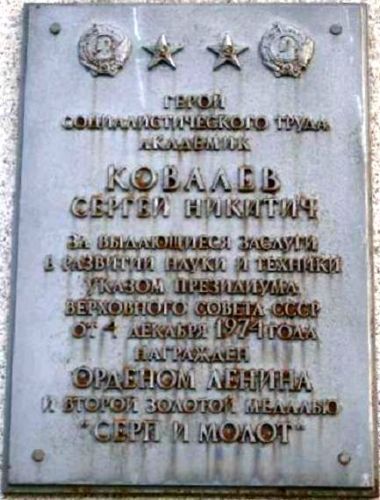 ГЕРОЙ
СОЦИАЛИСТИЧЕСКОГО ТРУДА
АКАДЕМИК
КОВАЛЕВ
СЕРГЕЙ НИКИТИЧ
ЗА ВЫДАЮЩИЕСЯ ЗАСЛУГИ
В РАЗВИТИИ НАУКИ И ТЕХНИКИ
УКАЗОМ ПРЕЗИДИУМА
ВЕРХОВНОГО СОВЕТА СССР
ОТ 4 ДЕКАБРЯ 1974 ГОДА
НАГРАЖДЕН
ОРДЕНОМ ЛЕНИНА
И ВТОРОЙ ЗОЛОТОЙ МЕДАЛЬЮ
"СЕРП И МОЛОТ"